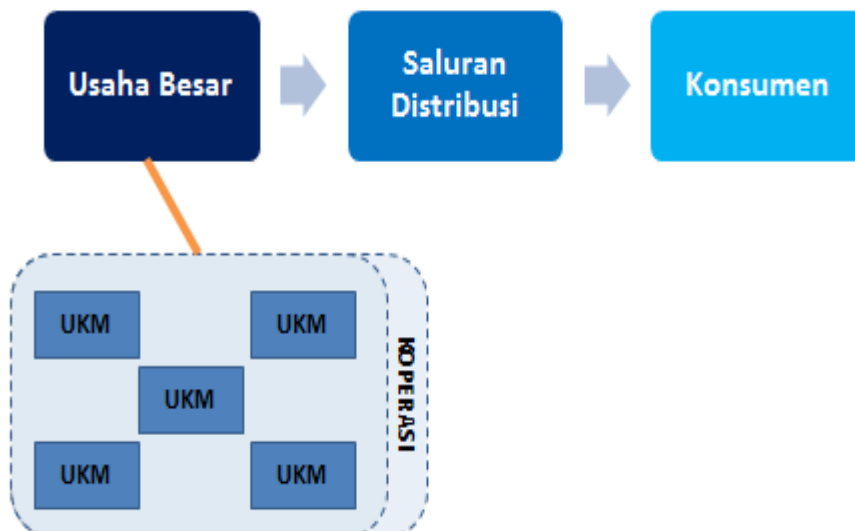 Usaha Besar
Saluran
Distribusi
Konsumen
UKM
UKM
UKM
UKM
UKM
KOPERASI